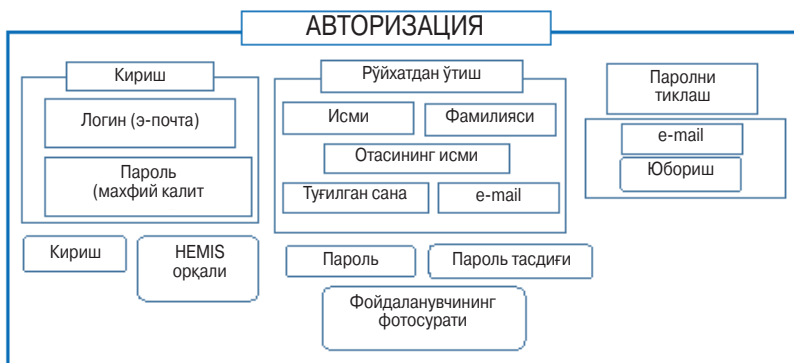 АВТОРИЗАЦИЯ
Кириш
Логин (э-почта)
Пароль
(махфий калит
Кириш
HEMIS
орқали
Рўйхатдан ўтиш
Исми
Фамилияси
Отасининг исми
Туғилган сана
e-mail
Пароль
Пароль тасдиғи
Фойдаланувчининг
фотосурати
Паролни
тиклаш
e-mail
Юбориш